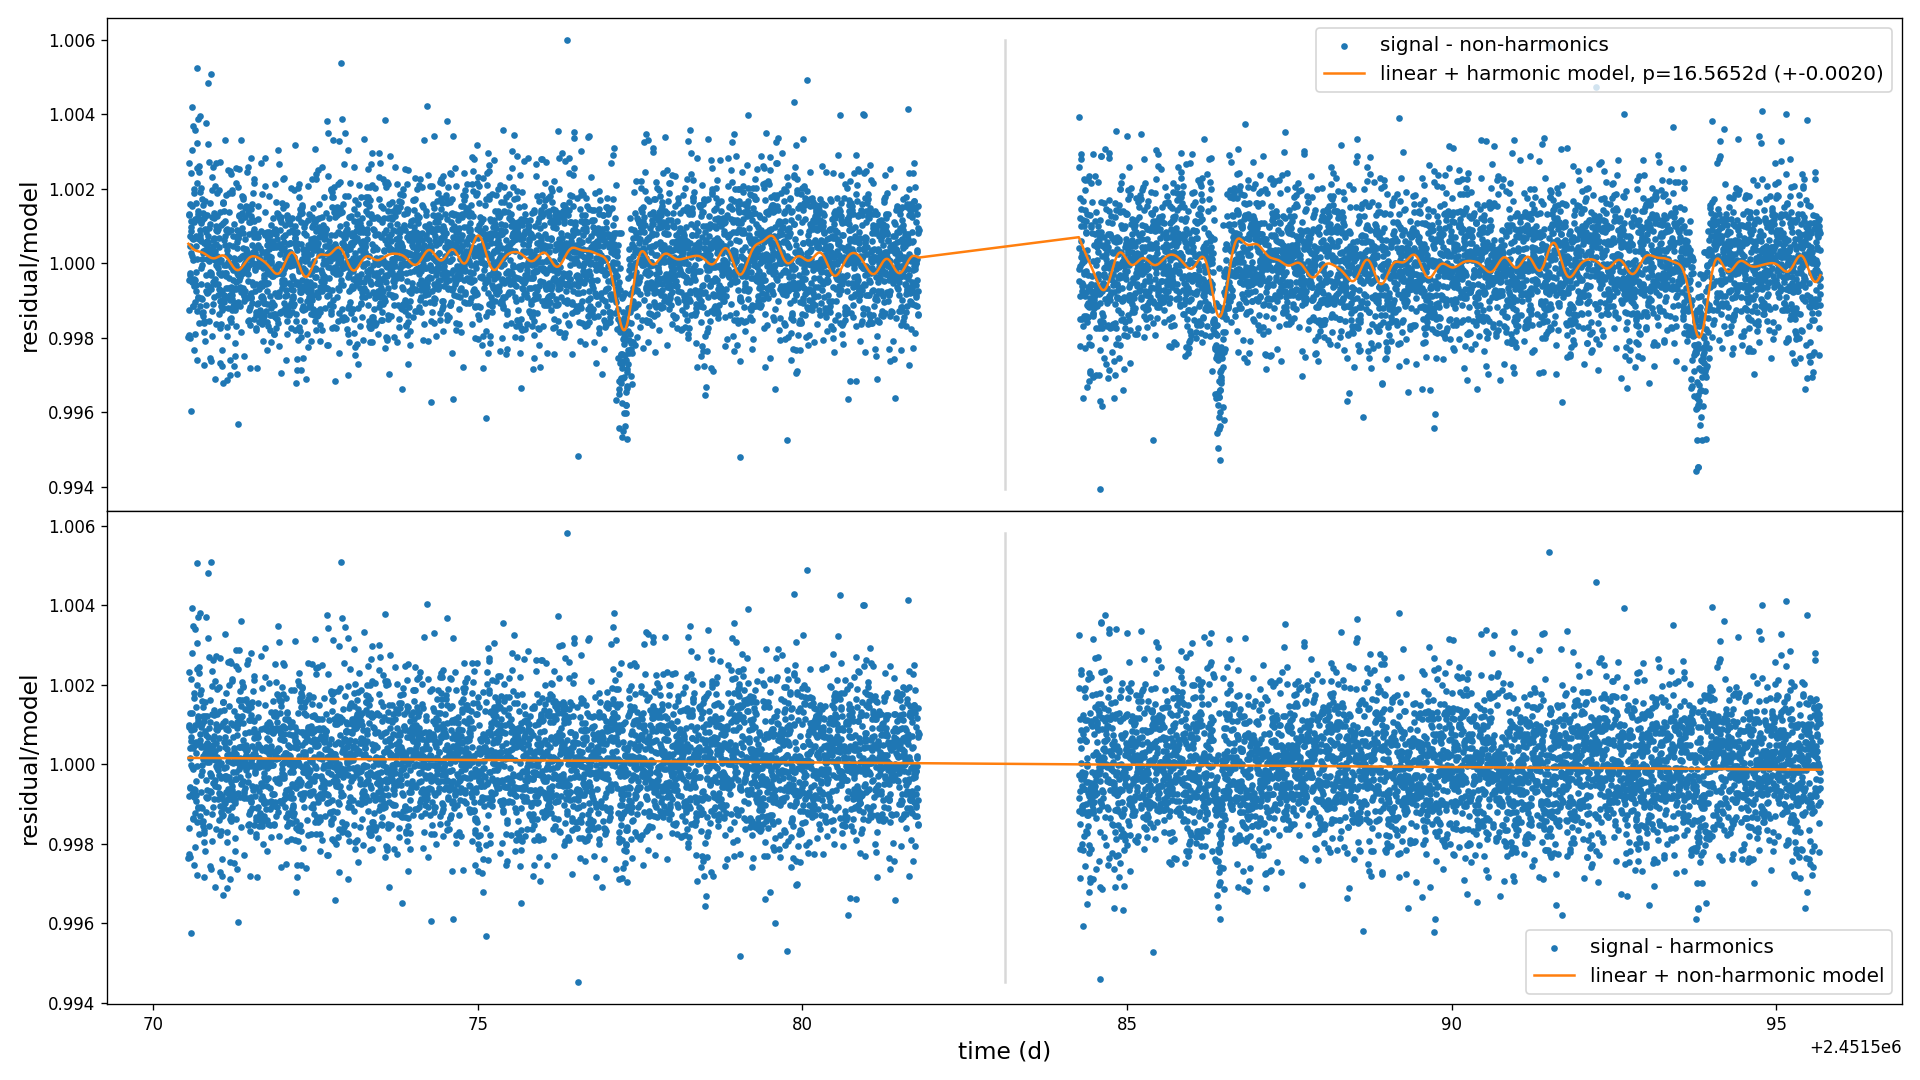 1.006
1.004
1.002
1.000
0.998
0.996
0.994
residual/model
signal - non-harmonics
linear + harmonic model, p=16.5652d (+-0.0020)
1.006
1.004
1.002
1.000
0.998
0.996
0.994
residual/model
signal - harmonics
linear + non-harmonic model
70 75 80 85 90 95
time (d)
+2.4515e6